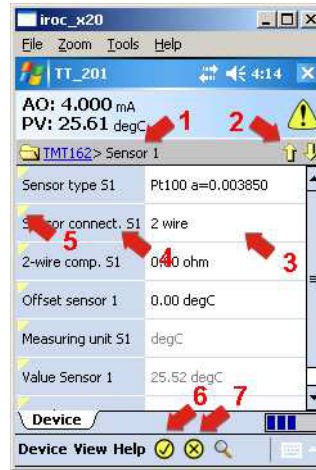 iroc_x20
File Zoom Tools Help
TT_201 4:14
AO: 4.000 mA
PV: 25.61 degC 1 2
TMT162 > Sensor 1
Sensor type S1 Pt100 a=0.003850
Sensor connect. S1 2 wire
5 4 3
2-wire comp. S1 0.00 ohm
Offset sensor 1 0.00 degC
Measuring unit S1 degC
Value Sensor 1 25.52 degC
6 7
Device
Device View Help